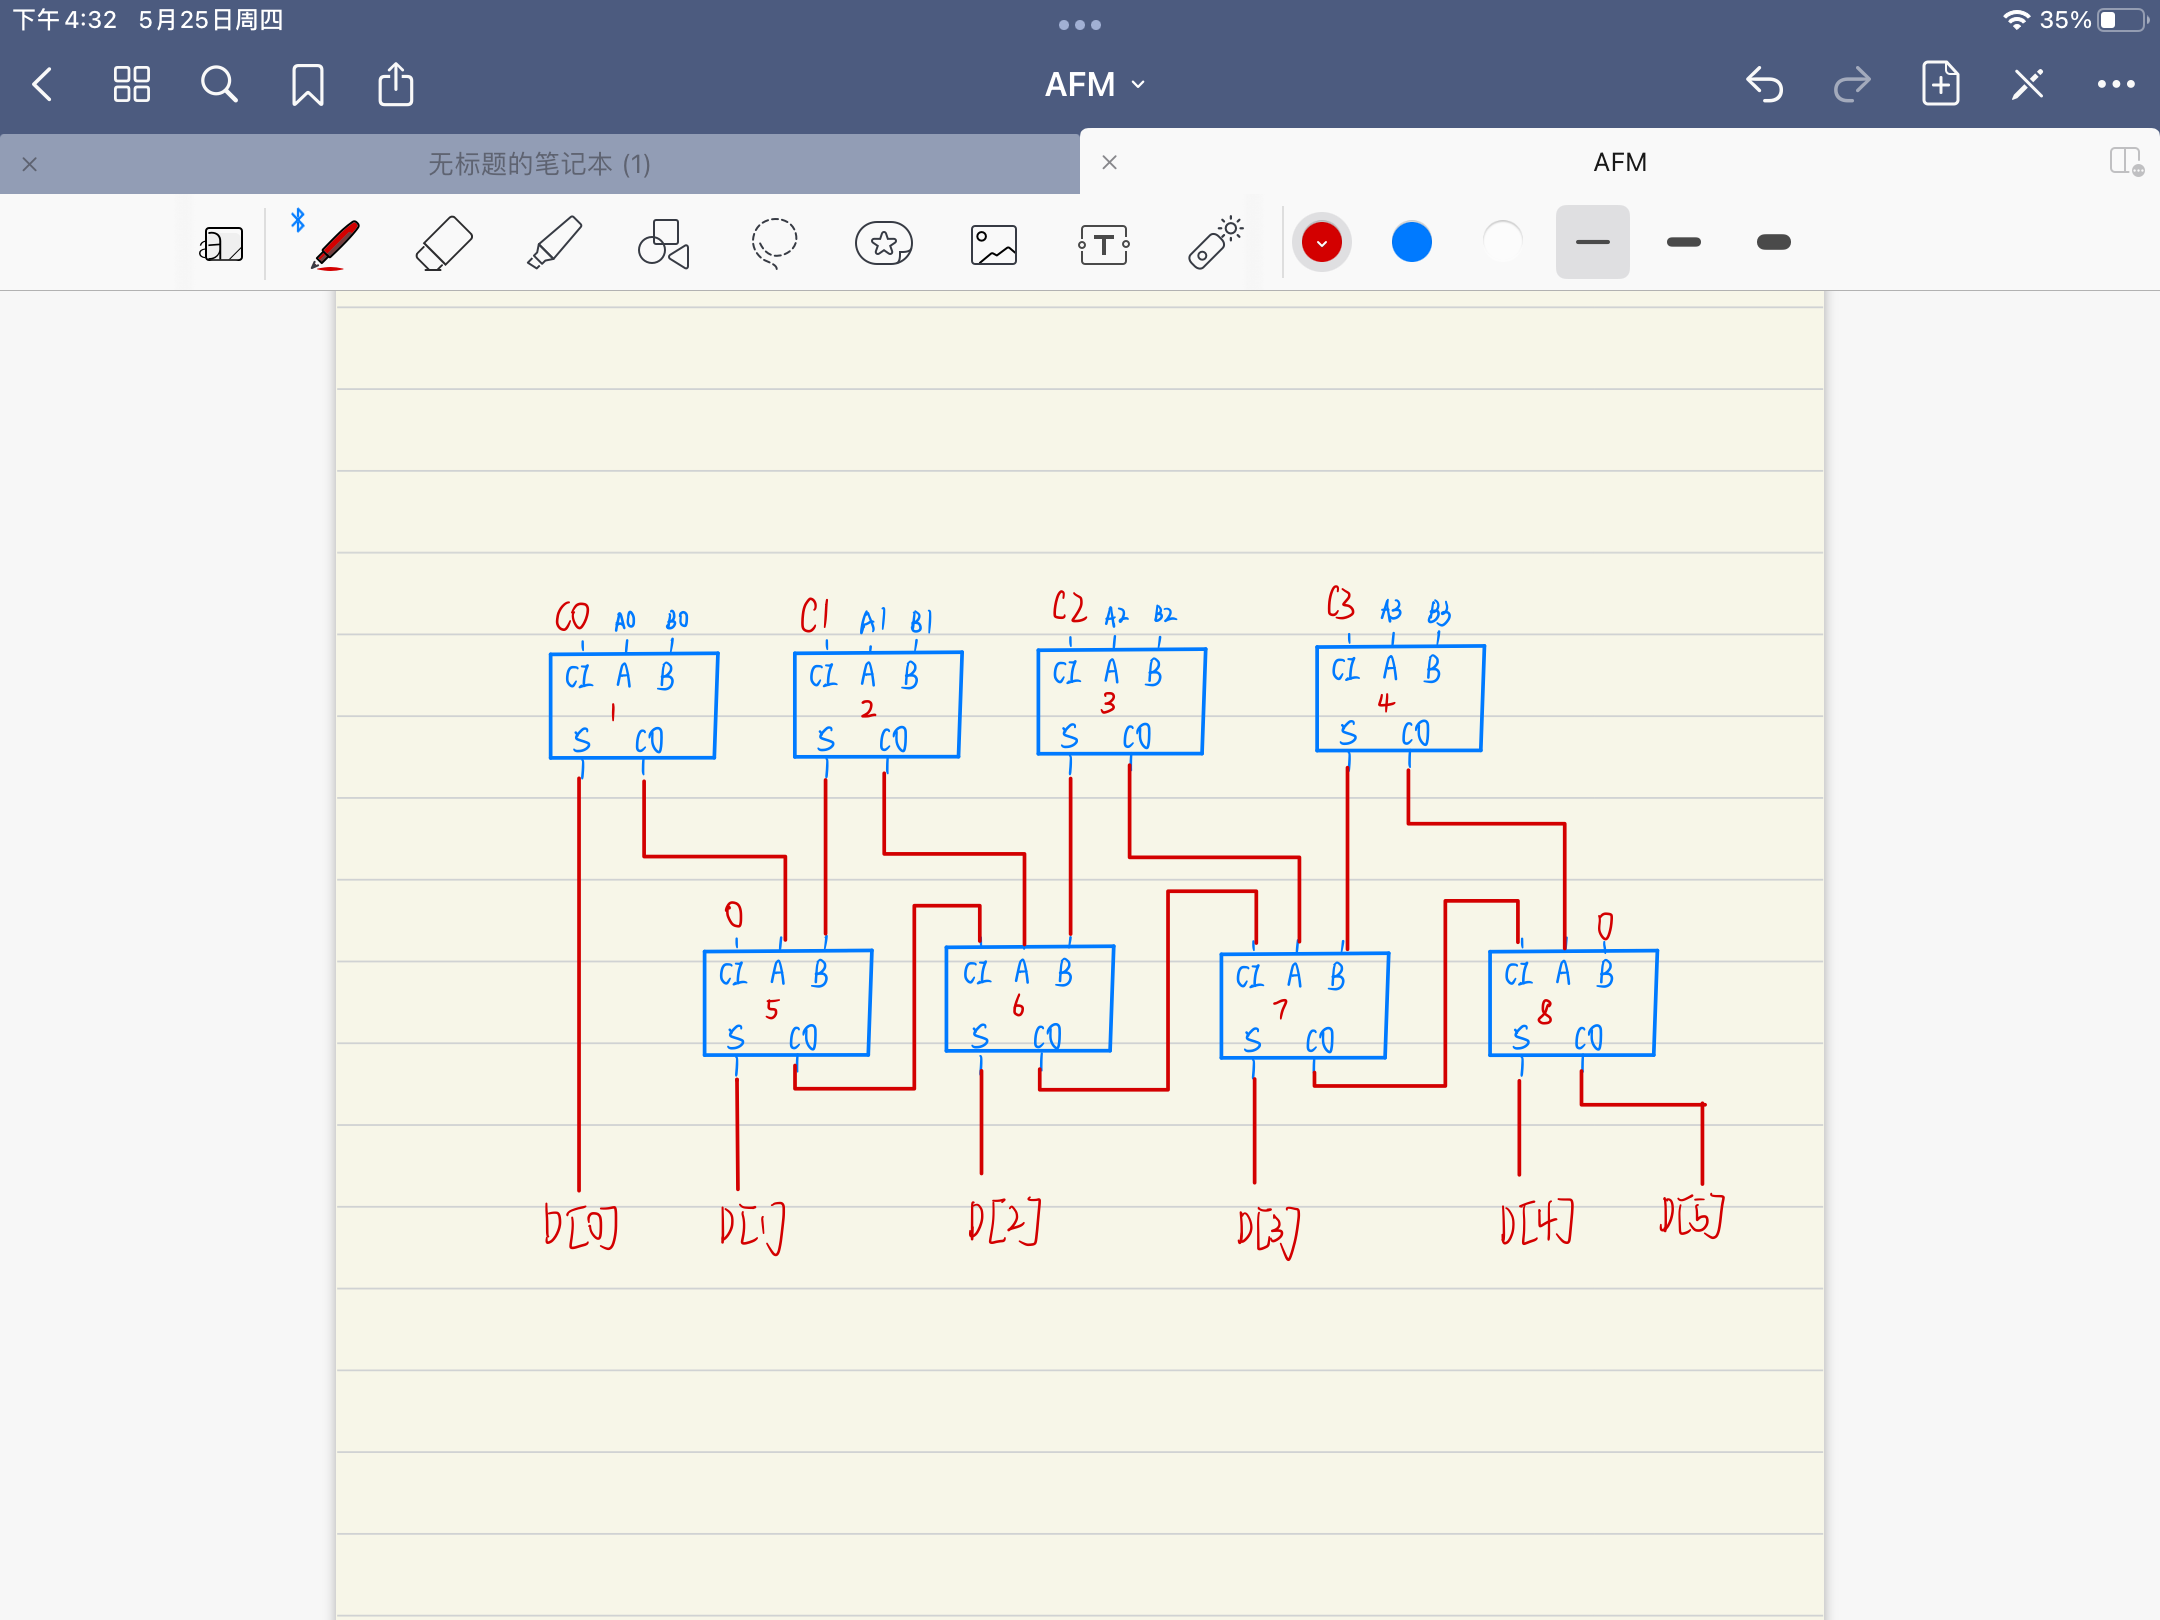 下午4:32 5月25日周四 35%
AFM
无标题的笔记本 (1) AFM
T
C0 A0 B0 C1 A1 B1 C2 A2 B2 C3 A3 B3
CI A B CI A B CI A B CI A B
1 2 3 4
S CO S CO S CO S CO
0 0
CI A B CI A B CI A B CI A B
5 6 7 8
S CO S CO S CO S CO
D[0] D[1] D[2] D[3] D[4] D[5]